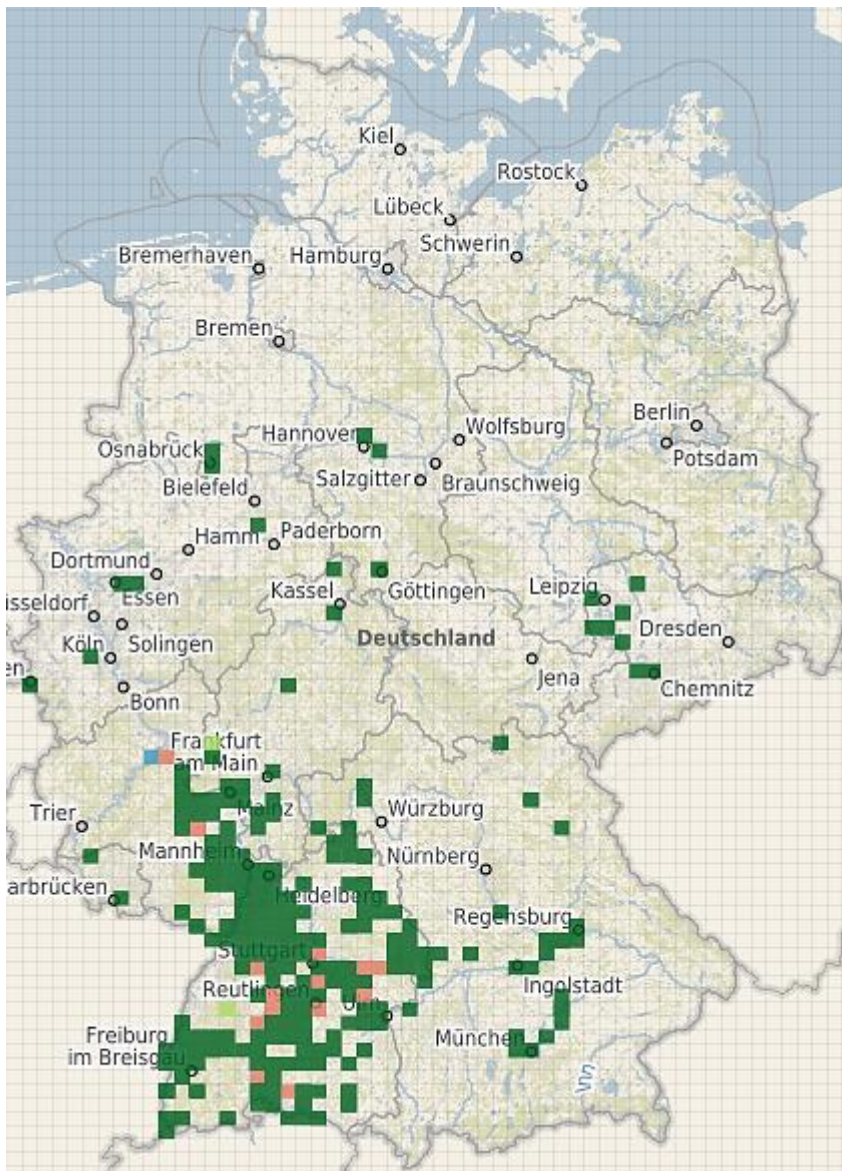 Kiel
Rostock
Lübeck
Schwerin
Bremerhaven
Hamburg
Bremen
Wolfsburg
Berlin
Hannover
Potsdam
Osnabrück
Salzgitter
Braunschweig
Bielefeld
Hamm
Paderborn
Dortmund
Göttingen
Leipzig
Kassel
Essen
isseldorf
Deutschland
Dresden
Solingen
Köln
en
Jena
Chemnitz
Bonn
Frankfurt
am Main
Mainz
Würzburg
Trier
Mannheim
Nürnberg
Heidelberg
arbrücken
Regensburg
Stuttgart
Ingolstadt
Reutlingen
Ulm
Freiburg
im Breisgau
München